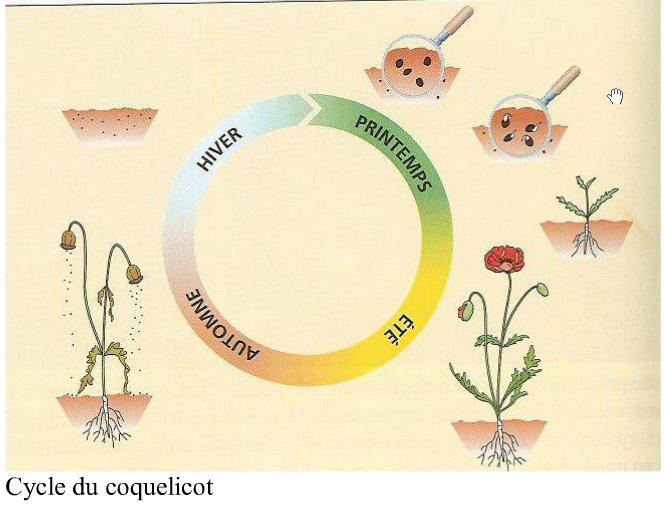 HIVER
PRINTEMPS
ÉTÉ
AUTOMNE
Cycle du coquelicot